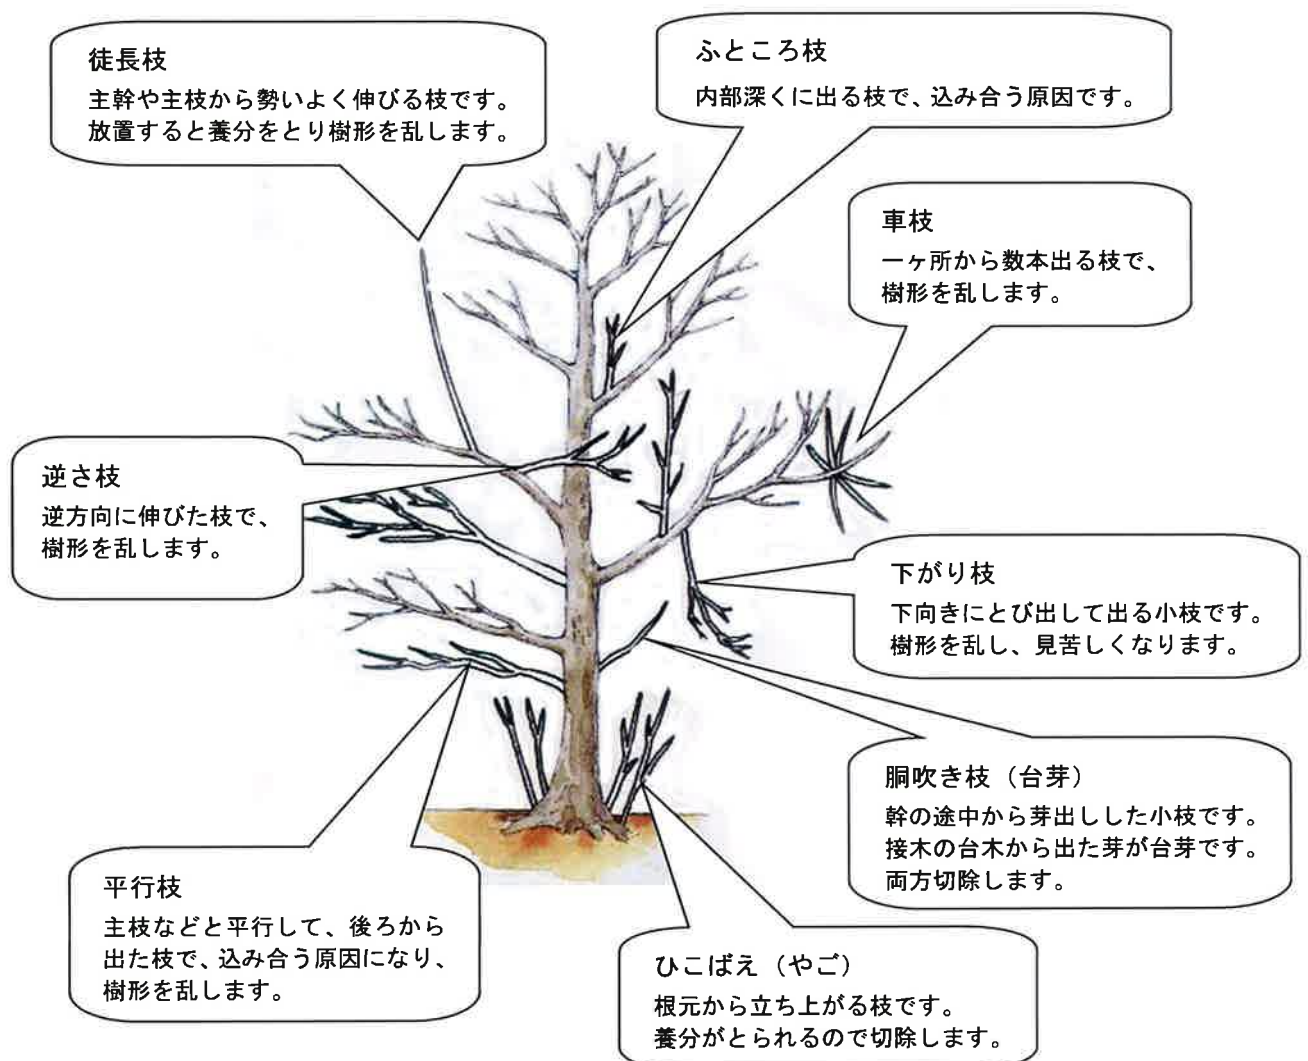 徒長枝
主幹や主枝から勢いよく伸びる枝です。
放置すると養分をとり樹形を乱します。
ふところ枝
内部深くに出る枝で、込み合う原因です。
車枝
一ヶ所から数本出る枝で、
樹形を乱します。
逆さ枝
逆方向に伸びた枝で、
樹形を乱します。
下がり枝
下向きにとび出して出る小枝です。
樹形を乱し、見苦しくなります。
胴吹き枝（台芽）
幹の途中から芽出しした小枝です。
接木の台木から出た芽が台芽です。
両方切除します。
平行枝
主枝などと平行して、後ろから
出た枝で、込み合う原因になり、
樹形を乱します。
ひこばえ（やご）
根元から立ち上がる枝です。
養分がとられるので切除します。